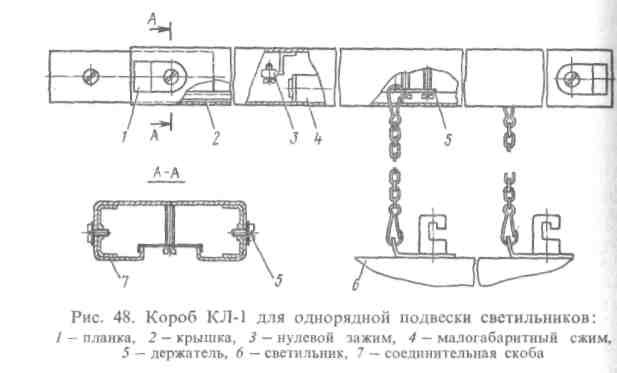 А
1
А
2
3
4
5
А-А
7
5
6
Рис. 48. Короб КЛ-1 для однорядной подвески светильников:
1 — планка, 2 — крышка, 3 — нулевой зажим, 4 — малогабаритный сжим,
5 — держатель, 6 — светильник, 7 — соединительная скоба